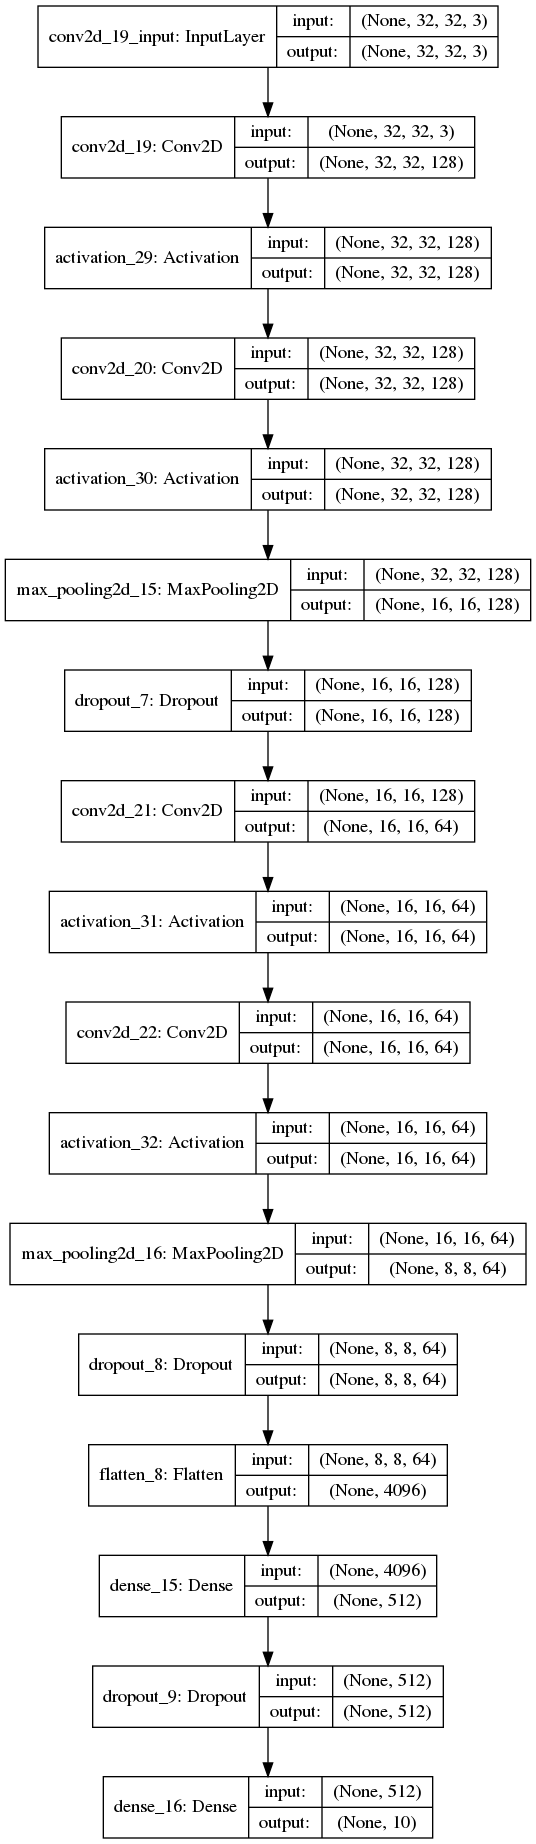 conv2d_19_input: InputLayer
input: (None, 32, 32, 3)
output: (None, 32, 32, 3)
conv2d_19: Conv2D
input: (None, 32, 32, 3)
output: (None, 32, 32, 128)
activation_29: Activation
input: (None, 32, 32, 128)
output: (None, 32, 32, 128)
conv2d_20: Conv2D
input: (None, 32, 32, 128)
output: (None, 32, 32, 128)
activation_30: Activation
input: (None, 32, 32, 128)
output: (None, 32, 32, 128)
max_pooling2d_15: MaxPooling2D
input: (None, 32, 32, 128)
output: (None, 16, 16, 128)
dropout_7: Dropout
input: (None, 16, 16, 128)
output: (None, 16, 16, 128)
conv2d_21: Conv2D
input: (None, 16, 16, 128)
output: (None, 16, 16, 64)
activation_31: Activation
input: (None, 16, 16, 64)
output: (None, 16, 16, 64)
conv2d_22: Conv2D
input: (None, 16, 16, 64)
output: (None, 16, 16, 64)
activation_32: Activation
input: (None, 16, 16, 64)
output: (None, 16, 16, 64)
max_pooling2d_16: MaxPooling2D
input: (None, 16, 16, 64)
output: (None, 8, 8, 64)
dropout_8: Dropout
input: (None, 8, 8, 64)
output: (None, 8, 8, 64)
flatten_8: Flatten
input: (None, 8, 8, 64)
output: (None, 4096)
dense_15: Dense
input: (None, 4096)
output: (None, 512)
dropout_9: Dropout
input: (None, 512)
output: (None, 512)
dense_16: Dense
input: (None, 512)
output: (None, 10)